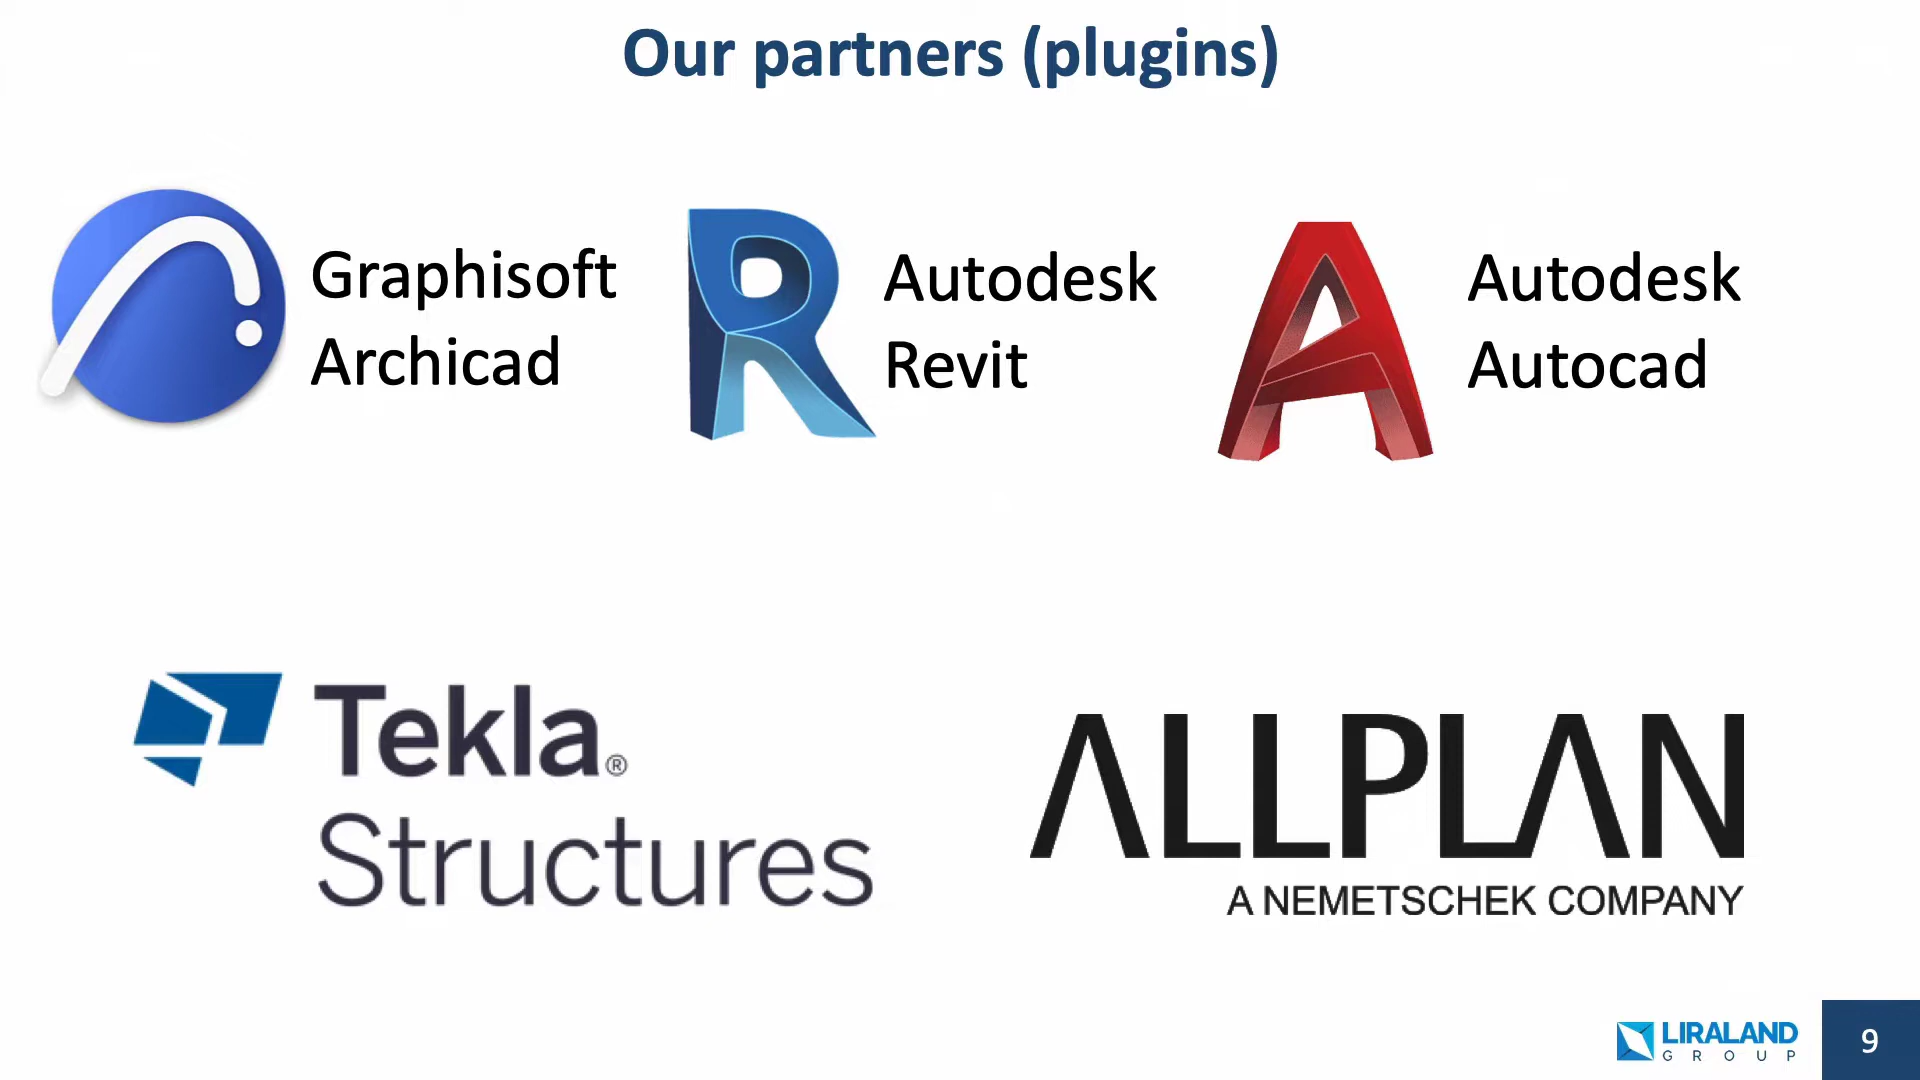 Our partners (plugins)
Graphisoft
Archicad
Autodesk
Revit
Autodesk
Autocad
Tekla®
Structures
ALLPLAN
A NEMETSCHEK COMPANY
LIRALAND
GROUP
9